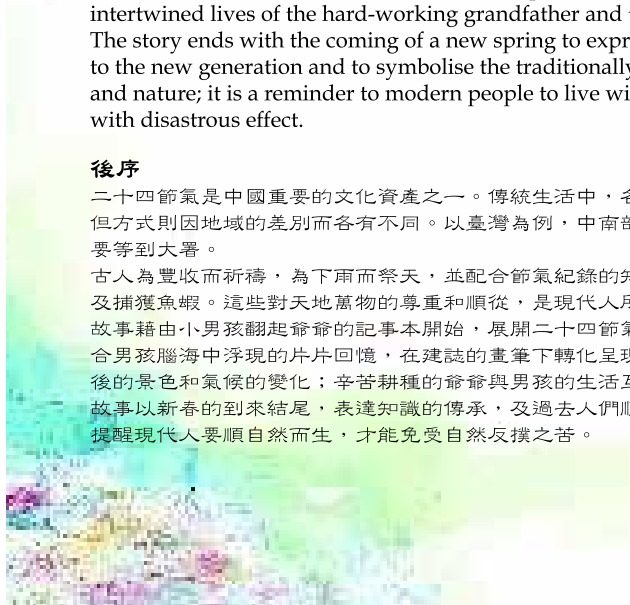 intertwined lives of the hard-working grandfather and
The story ends with the coming of a new spring to expr
to the new generation and to symbolise the traditionally
and nature; it is a reminder to modern people to live wi
with disastrous effect.
後序
二十四節氣是中國重要的文化資產之一。傳統生活中，各
但方式則因地域的差別而各有不同。以臺灣為例，中南部
要等到大署。
古人為豐收而祈禱，為下雨而祭天，並配合節氣紀錄的知
及捕獲魚蝦。這些對天地萬物的尊重和順從，是現代人所
故事藉由小男孩翻起爺爺的記事本開始，展開二十四節氣
合男孩腦海中浮現的片片回憶，在建誌的畫筆下轉化呈現
後的景色和氣候的變化；辛苦耕種的爺爺與男孩的生活互
故事以新春的到來結尾，表達知識的傳承，及過去人們順
提醒現代人要順自然而生，才能免受自然反撲之苦。